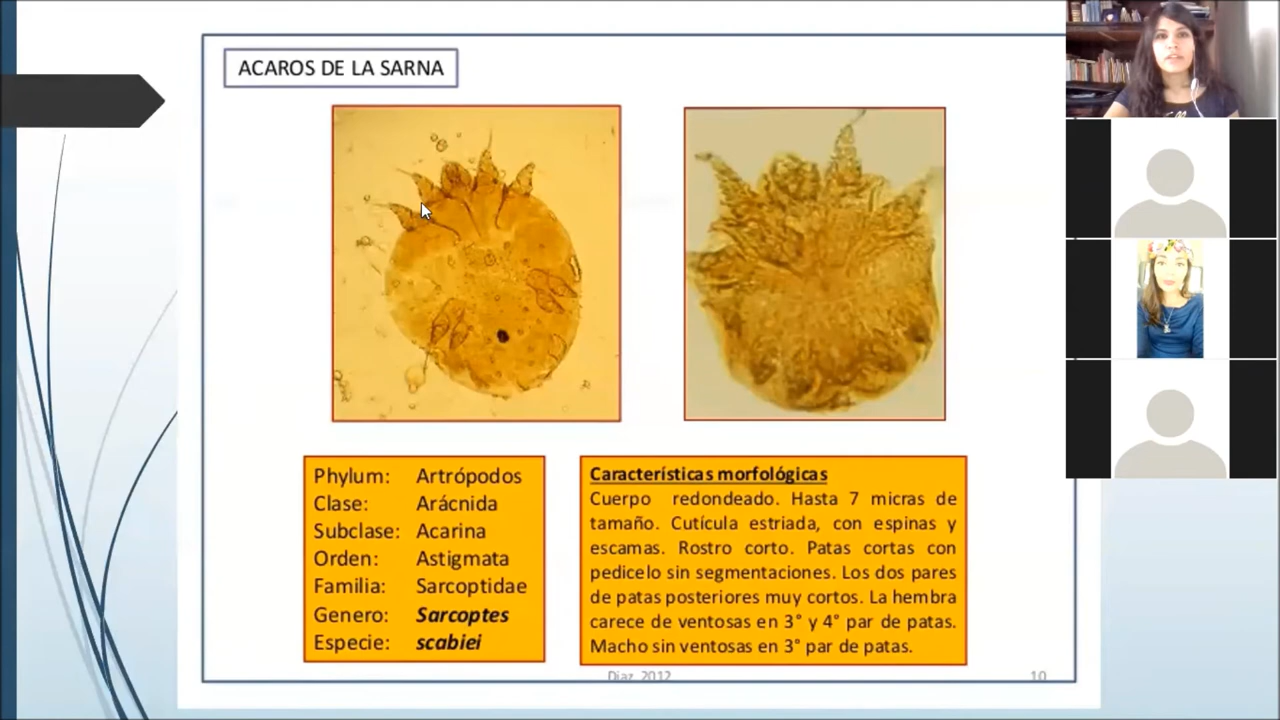 ACAROS DE LA SARNA
Phylum: Artrópodos
Clase: Arácnida
Subclase: Acarina
Orden: Astigmata
Familia: Sarcoptidae
Genero: Sarcoptes
Especie: scabiei
Características morfológicas
Cuerpo redondeado. Hasta 7 micras de
tamaño. Cutícula estriada, con espinas y
escamas. Rostro corto. Patas cortas con
pedicelo sin segmentaciones. Los dos pares
de patas posteriores muy cortos. La hembra
carece de ventosas en 3° y 4° par de patas.
Macho sin ventosas en 3° par de patas.
Diaz, 2012
10